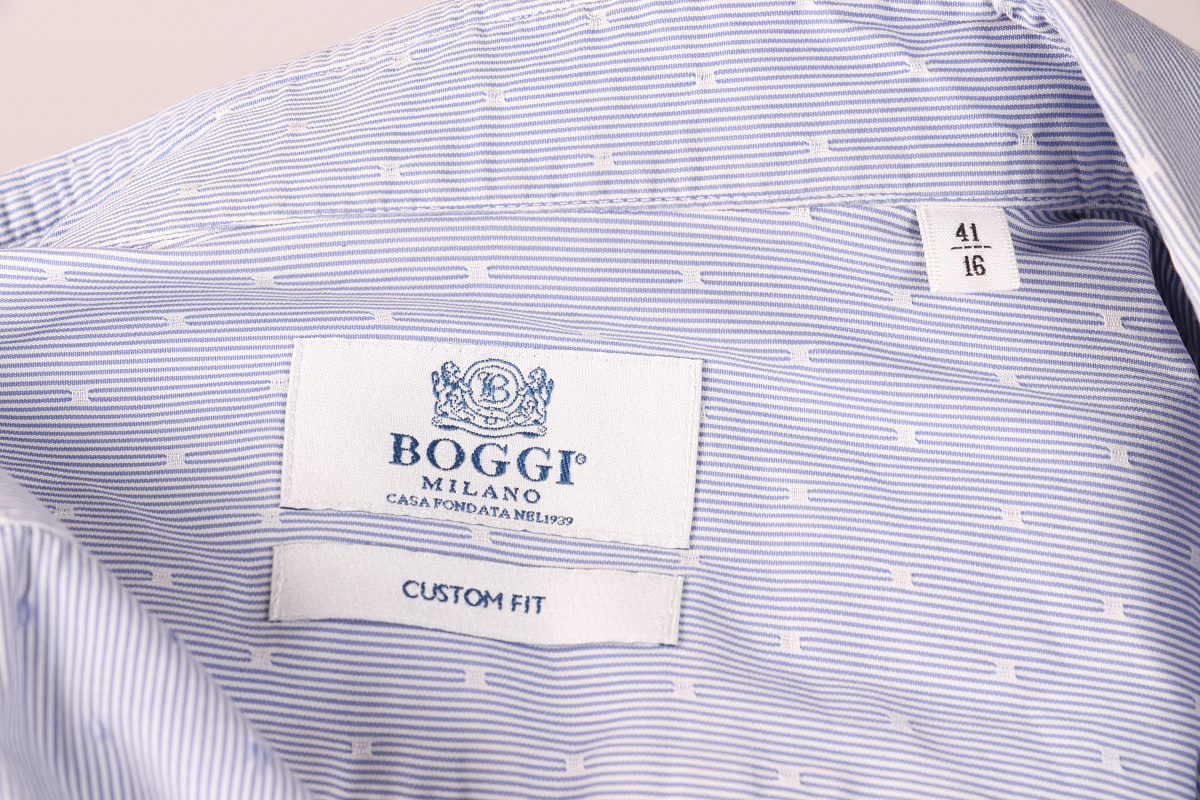 41
16
B
BOGGI®
MILANO
CASA FONDATA NEL 1939
CUSTOM FIT